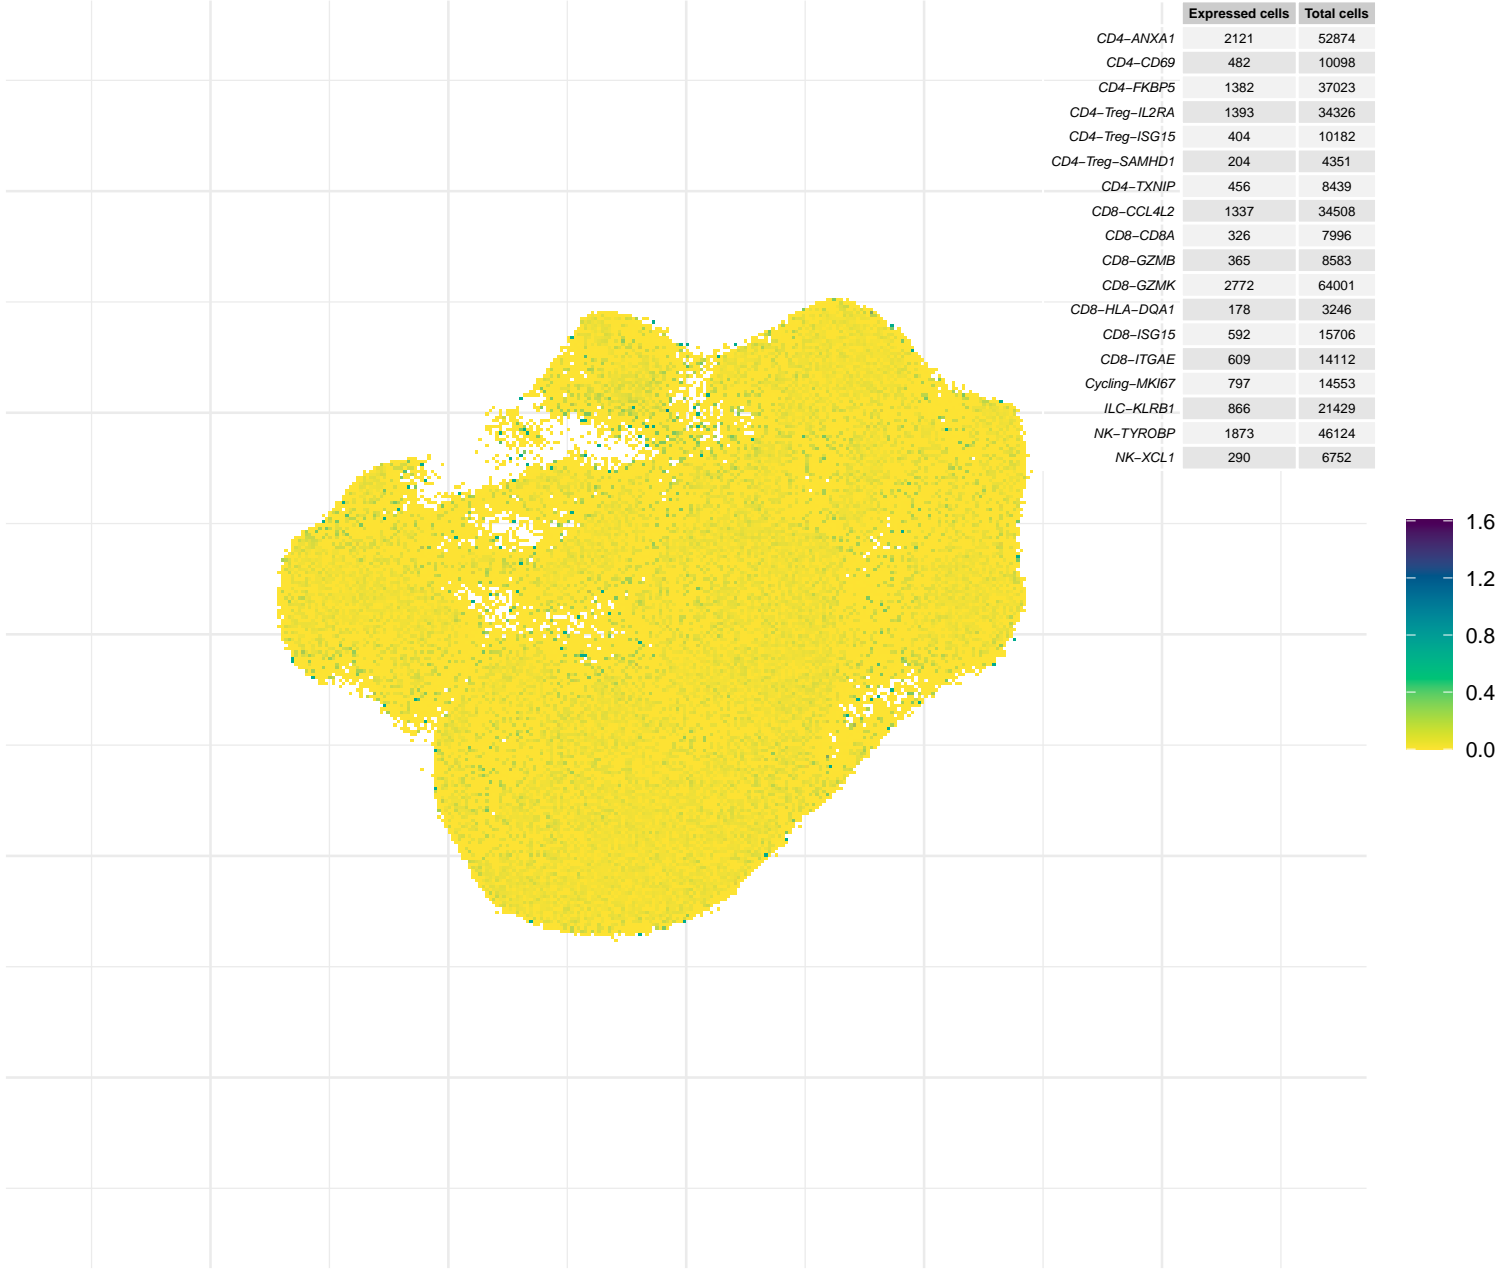 Expressed cells Total cells
CD4−ANXA1 2121 52874
CD4−CD69 482 10098
CD4−FKBP5 1382 37023
CD4−Treg−IL2RA 1393 34326
CD4−Treg−ISG15 404 10182
CD4−Treg−SAMHD1 204 4351
CD4−TXNIP 456 8439
CD8−CCL4L2 1337 34508
CD8−CD8A 326 7996
CD8−GZMB 365 8583
CD8−GZMK 2772 64001
CD8−HLA−DQA1 178 3246
CD8−ISG15 592 15706
CD8−ITGAE 609 14112
Cycling−MKI67 797 14553
ILC−KLRB1 866 21429
NK−TYROBP 1873 46124
NK−XCL1 290 6752
1.6
1.2
0.8
0.4
0.0